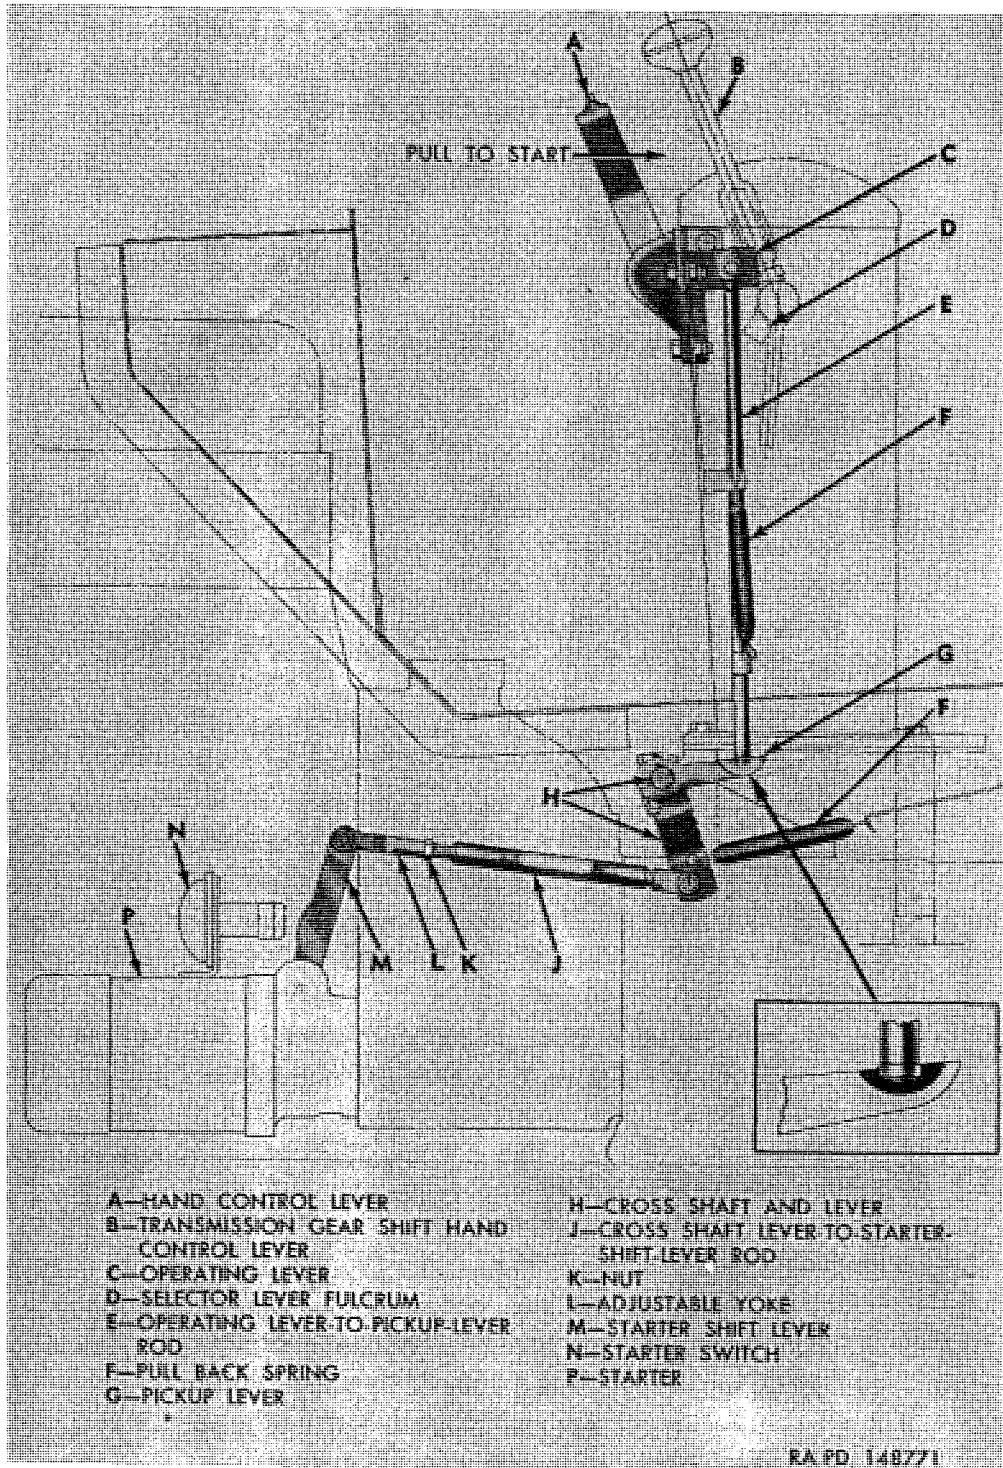 A
B
PULL TO START
C
D
E
F
G
F
H
N
P
M
L
K
J
A—HAND CONTROL LEVER
B—TRANSMISSION GEAR SHIFT HAND
CONTROL LEVER
C—OPERATING LEVER
D—SELECTOR LEVER FULCRUM
E—OPERATING LEVER-TO-PICKUP-LEVER
ROD
F—PULL BACK SPRING
G—PICKUP LEVER
H—CROSS SHAFT AND LEVER
J—CROSS SHAFT LEVER-TO-STARTER-
SHIFT-LEVER ROD
K—NUT
L—ADJUSTABLE YOKE
M—STARTER SHIFT LEVER
N—STARTER SWITCH
P—STARTER
RA PD 148771